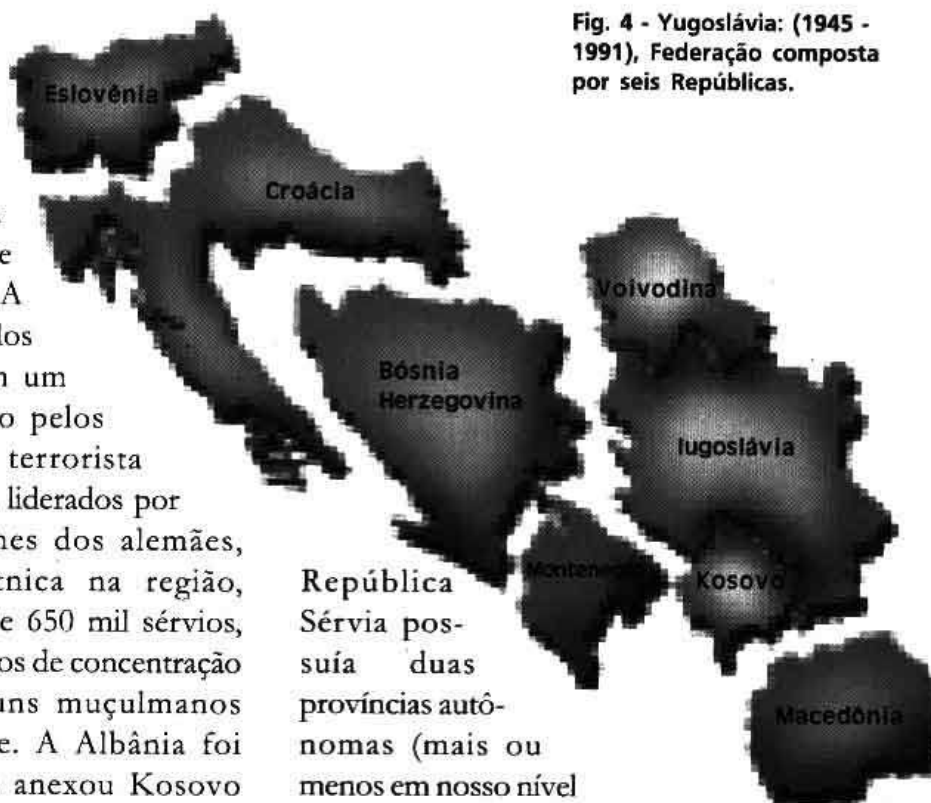 Fig. 4 - Yugoslávia: (1945 -
1991), Federação composta
por seis Repúblicas.
Eslovênia
Croácia
Voivodina
Bósnia
Herzegovina
Iugoslávia
Montenegro
Kosovo
Macedônia
e
A
los
um
o pelos
terrorista
liderados por
nes dos alemães,
tnica na região,
e 650 mil sérvios,
os de concentração
uns muçulmanos
e. A Albânia foi
anexou Kosovo
República
Sérvia pos-
suía duas
províncias autô-
nomas (mais ou
menos em nosso nível